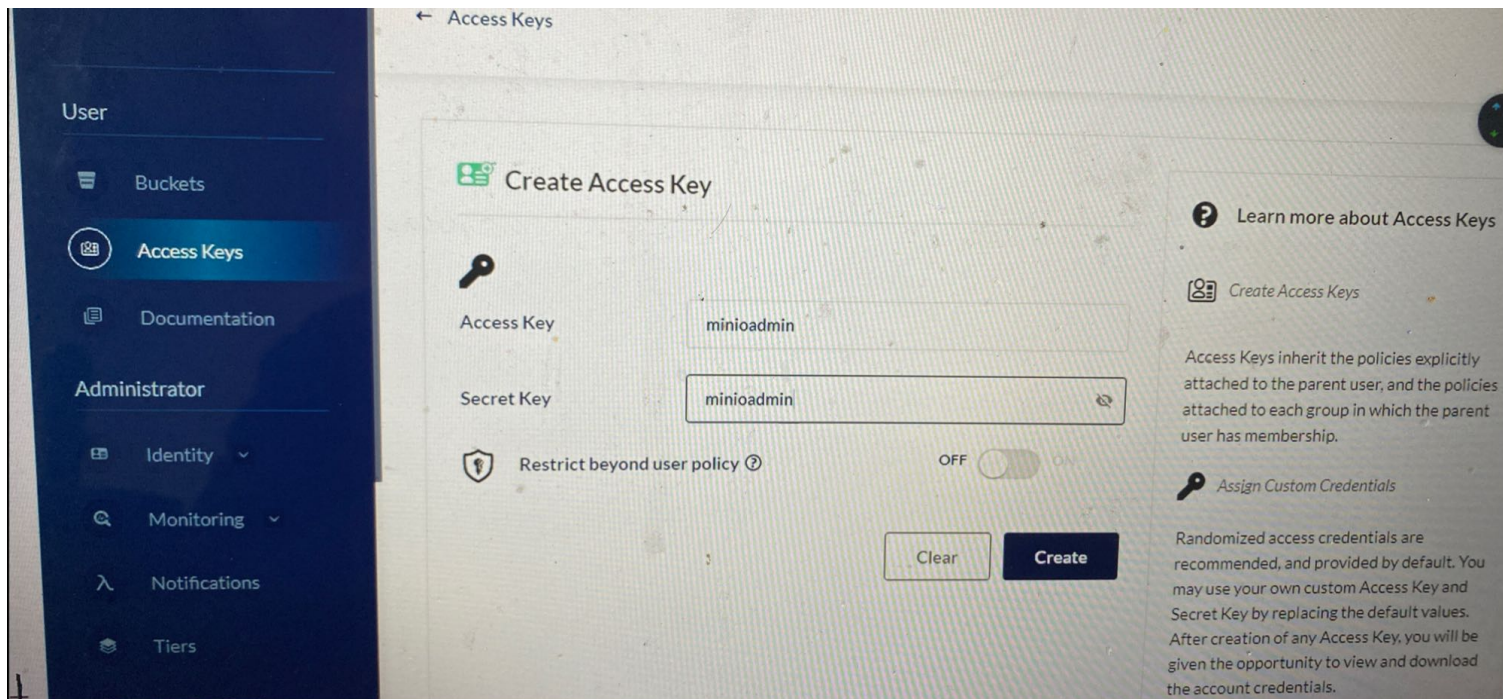 ← Access Keys
User
Buckets
Access Keys
Documentation
Administrator
Identity
Monitoring
Notifications
Tiers
Create Access Key
Access Key
minioadmin
Secret Key
minioadmin
Restrict beyond user policy
OFF
ON
Clear
Create
Learn more about Access Keys
Create Access Keys
Access Keys inherit the policies explicitly
attached to the parent user, and the policies
attached to each group in which the parent
user has membership.
Assign Custom Credentials
Randomized access credentials are
recommended, and provided by default. You
may use your own custom Access Key and
Secret Key by replacing the default values.
After creation of any Access Key, you will be
given the opportunity to view and download
the account credentials.